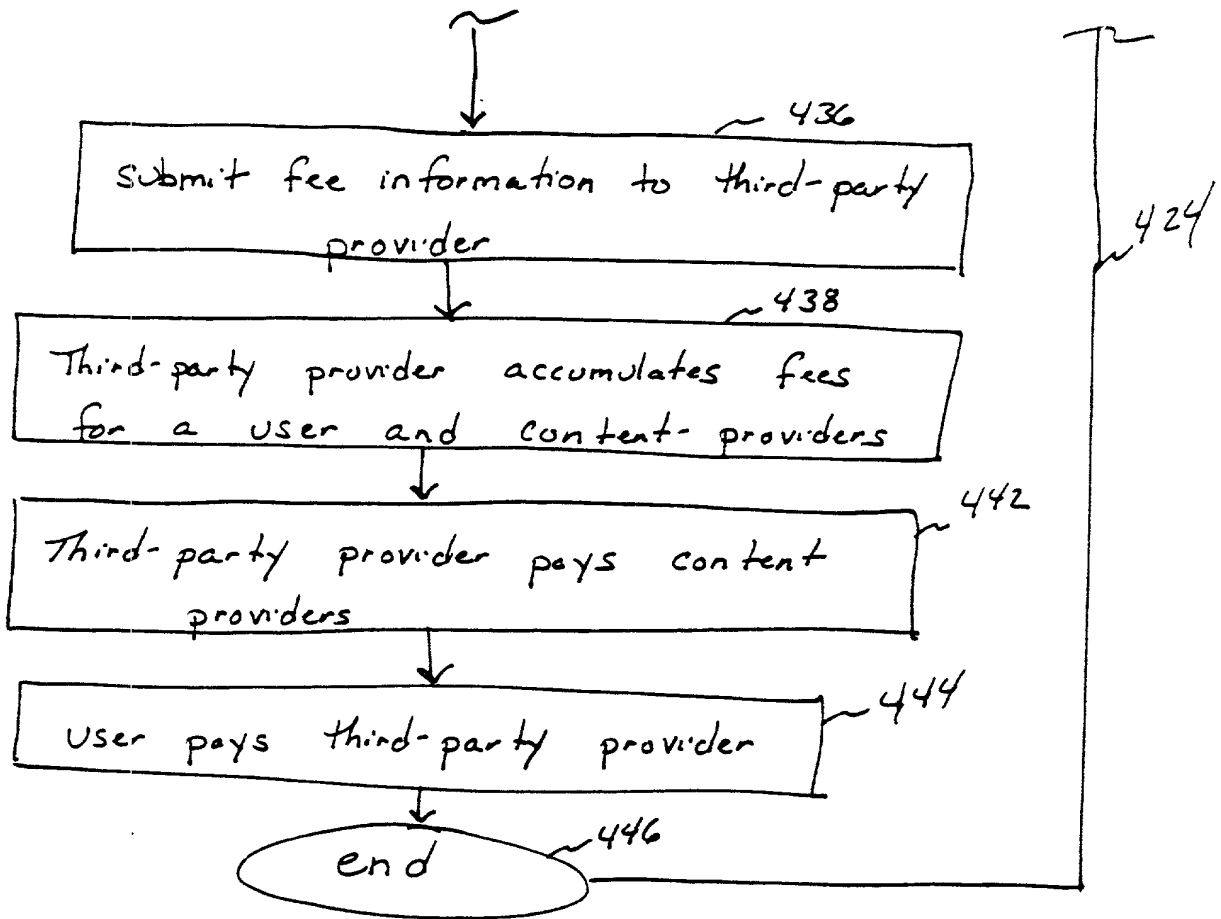 436
submit fee information to third-party
provider
424
438
Third-party provider accumulates fees
for a user and content-providers
442
Third-party provider pays content
providers
444
user pays third-party provider
446
end